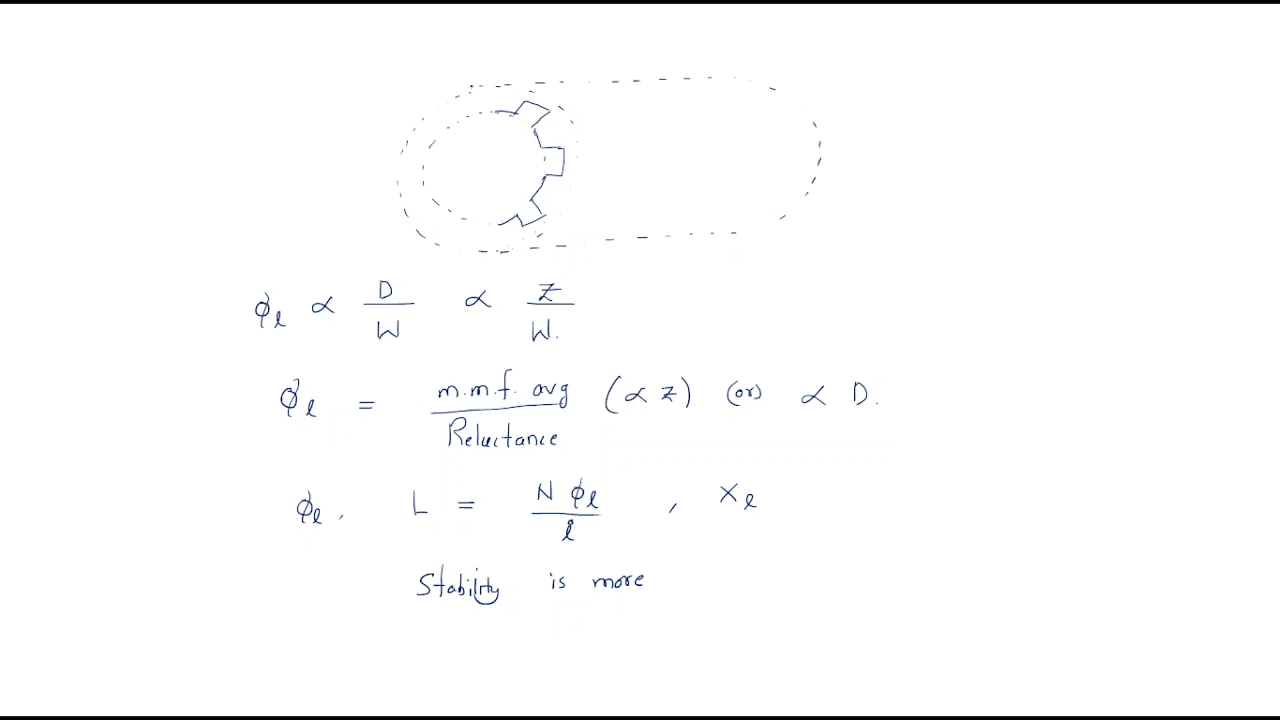 ϕl ∝ D/W ∝ Z/W.
ϕl = m.m.f. avg/Reluctance (∝ Z) (or) ∝ D.
ϕl, L = N ϕl/i, Xl
Stability is more